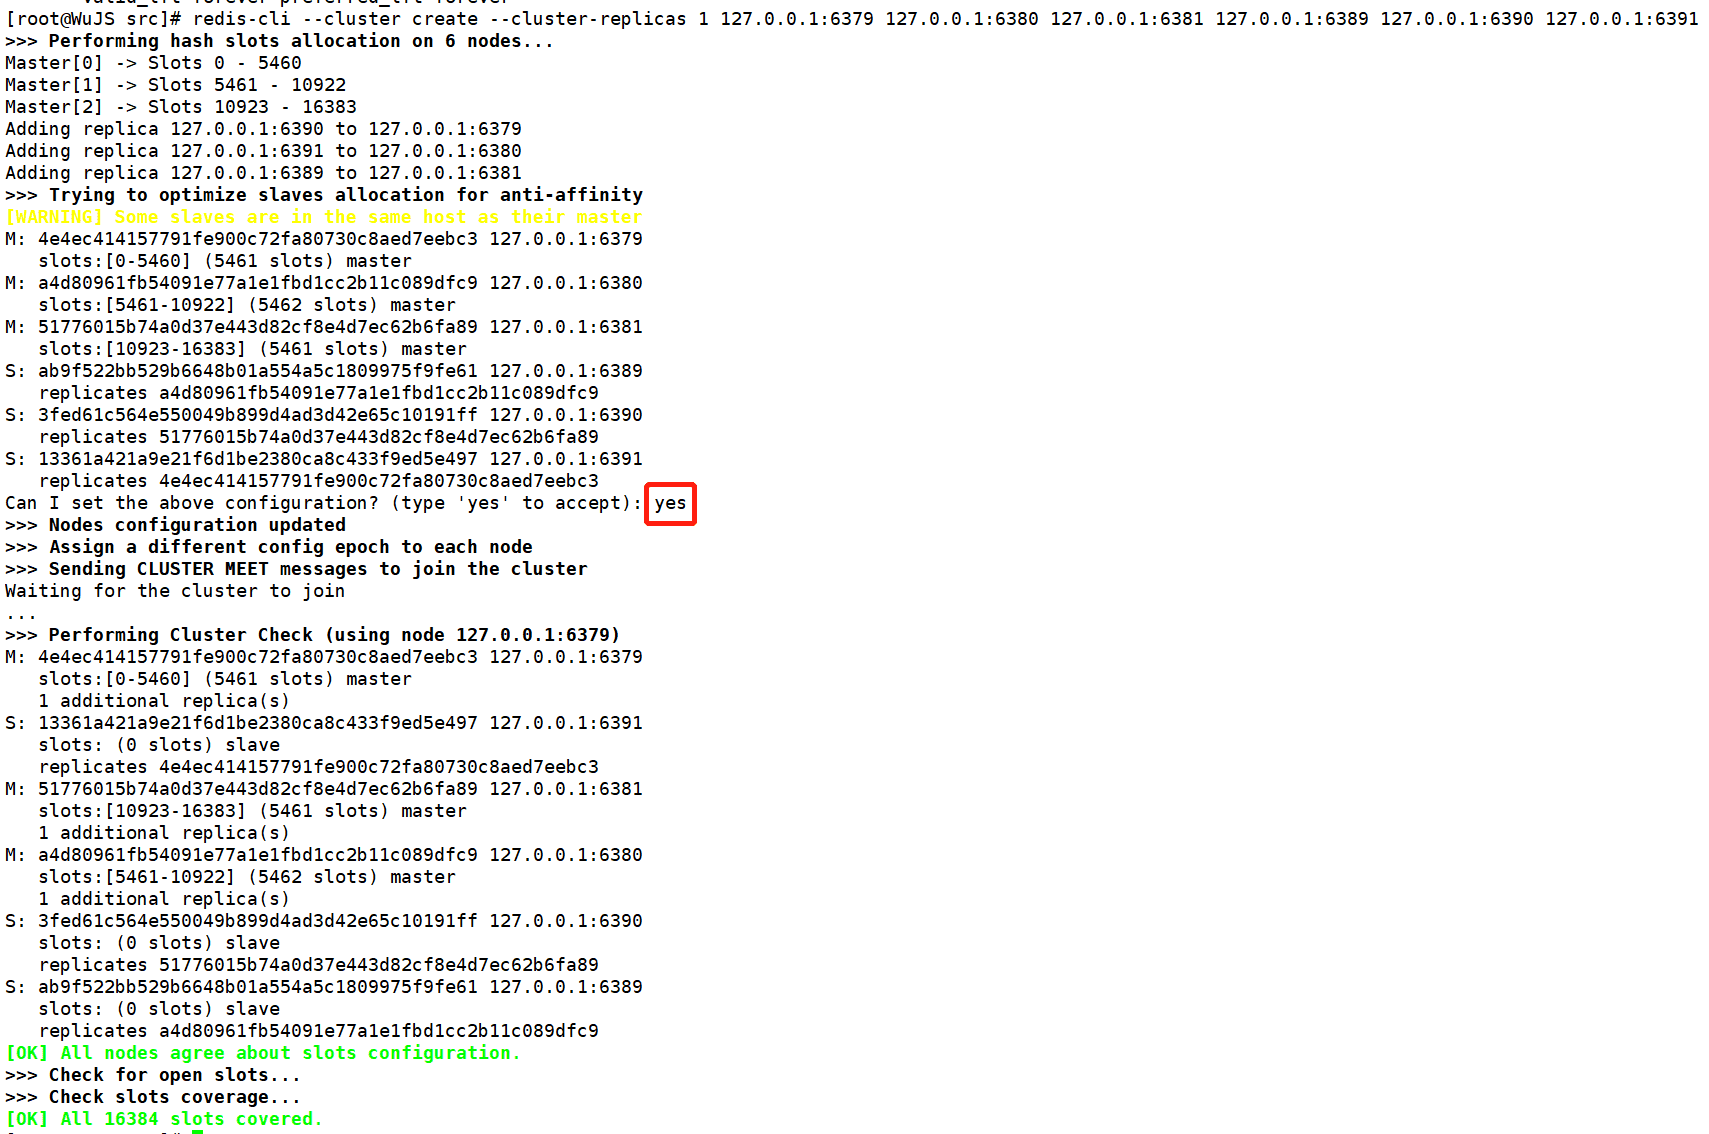 valid_lft forever preferred_lft forever
[root@WuJS src]# redis-cli --cluster create --cluster-replicas 1 127.0.0.1:6379 127.0.0.1:6380 127.0.0.1:6381 127.0.0.1:6389 127.0.0.1:6390 127.0.0.1:6391
>>> Performing hash slots allocation on 6 nodes...
Master[0] -> Slots 0 - 5460
Master[1] -> Slots 5461 - 10922
Master[2] -> Slots 10923 - 16383
Adding replica 127.0.0.1:6390 to 127.0.0.1:6379
Adding replica 127.0.0.1:6391 to 127.0.0.1:6380
Adding replica 127.0.0.1:6389 to 127.0.0.1:6381
>>> Trying to optimize slaves allocation for anti-affinity
[WARNING] Some slaves are in the same host as their master
M: 4e4ec414157791fe900c72fa80730c8aed7eebc3 127.0.0.1:6379
   slots:[0-5460] (5461 slots) master
M: a4d80961fb54091e77a1e1fbd1cc2b11c089dfc9 127.0.0.1:6380
   slots:[5461-10922] (5462 slots) master
M: 51776015b74a0d37e443d82cf8e4d7ec62b6fa89 127.0.0.1:6381
   slots:[10923-16383] (5461 slots) master
S: ab9f522bb529b6648b01a554a5c1809975f9fe61 127.0.0.1:6389
   replicates a4d80961fb54091e77a1e1fbd1cc2b11c089dfc9
S: 3fed61c564e550049b899d4ad3d42e65c10191ff 127.0.0.1:6390
   replicates 51776015b74a0d37e443d82cf8e4d7ec62b6fa89
S: 13361a421a9e21f6d1be2380ca8c433f9ed5e497 127.0.0.1:6391
   replicates 4e4ec414157791fe900c72fa80730c8aed7eebc3
Can I set the above configuration? (type 'yes' to accept): yes
>>> Nodes configuration updated
>>> Assign a different config epoch to each node
>>> Sending CLUSTER MEET messages to join the cluster
Waiting for the cluster to join
...
>>> Performing Cluster Check (using node 127.0.0.1:6379)
M: 4e4ec414157791fe900c72fa80730c8aed7eebc3 127.0.0.1:6379
   slots:[0-5460] (5461 slots) master
   1 additional replica(s)
S: 13361a421a9e21f6d1be2380ca8c433f9ed5e497 127.0.0.1:6391
   slots: (0 slots) slave
   replicates 4e4ec414157791fe900c72fa80730c8aed7eebc3
M: 51776015b74a0d37e443d82cf8e4d7ec62b6fa89 127.0.0.1:6381
   slots:[10923-16383] (5461 slots) master
   1 additional replica(s)
M: a4d80961fb54091e77a1e1fbd1cc2b11c089dfc9 127.0.0.1:6380
   slots:[5461-10922] (5462 slots) master
   1 additional replica(s)
S: 3fed61c564e550049b899d4ad3d42e65c10191ff 127.0.0.1:6390
   slots: (0 slots) slave
   replicates 51776015b74a0d37e443d82cf8e4d7ec62b6fa89
S: ab9f522bb529b6648b01a554a5c1809975f9fe61 127.0.0.1:6389
   slots: (0 slots) slave
   replicates a4d80961fb54091e77a1e1fbd1cc2b11c089dfc9
[OK] All nodes agree about slots configuration.
>>> Check for open slots...
>>> Check slots coverage...
[OK] All 16384 slots covered.